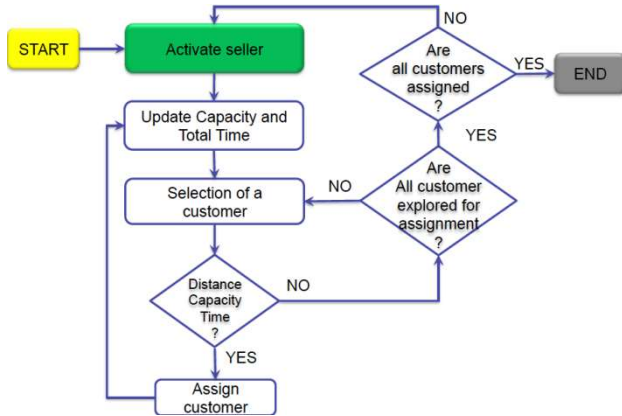 START
Activate seller
NO
Are
all customers
assigned
?
YES
END
Update Capacity and
Total Time
YES
Selection of a
customer
NO
Are
All customer
explored for
assignment
?
Distance
Capacity
Time
?
NO
YES
Assign
customer